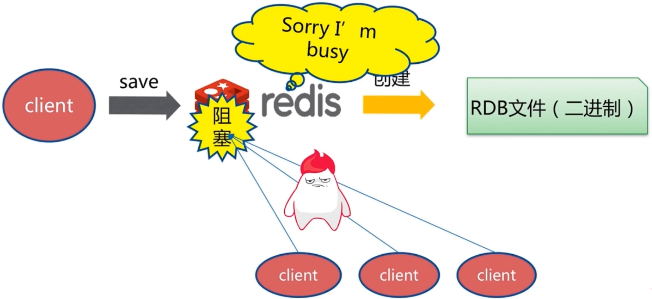 Sorry I'm
busy
save
client
redis
创建
阻
塞
RDB文件（二进制）
client
client
client